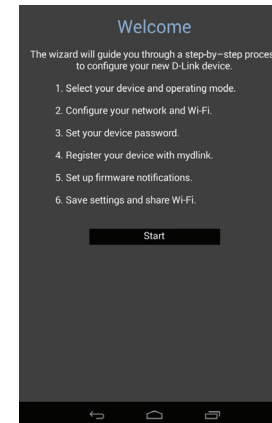 Welcome
The wizard will guide you through a step-by-step proces
to configure your new D-Link device.
1. Select your device and operating mode.
2. Configure your network and Wi-Fi.
3. Set your device password.
4. Register your device with mydlink.
5. Set up firmware notifications.
6. Save settings and share Wi-Fi.
Start